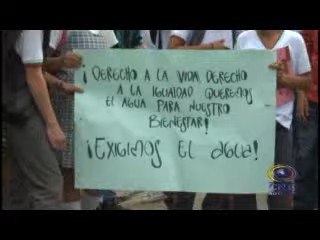 ¡DERECHO A LA VIDA, DERECHO
A LA IGUALDAD QUEREMOS
EL AGUA PARA NUESTRO
BIENESTAR!
¡EXIGIMOS EL AGUA!